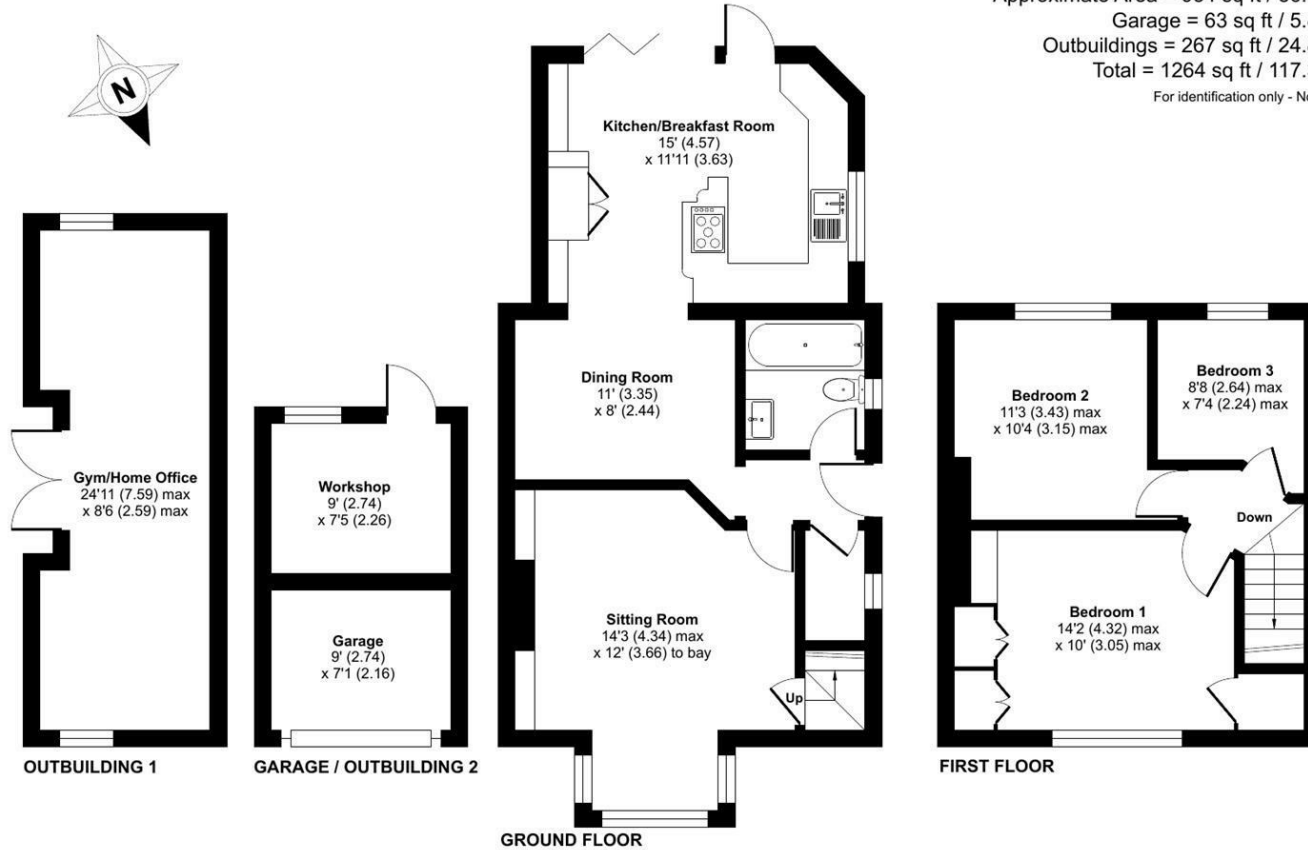 Garage = 63 sq ft / 5.
Outbuildings = 267 sq ft / 24.
Total = 1264 sq ft / 117.
For identification only - N
N
Kitchen/Breakfast Room
15' (4.57)
x 11'11 (3.63)
Dining Room
11' (3.35)
x 8' (2.44)
Bedroom 2
11'3 (3.43) max
x 10'4 (3.15) max
Bedroom 3
8'8 (2.64) max
x 7'4 (2.24) max
Gym/Home Office
24'11 (7.59) max
x 8'6 (2.59) max
Workshop
9' (2.74)
x 7'5 (2.26)
Down
Garage
9' (2.74)
x 7'1 (2.16)
Sitting Room
14'3 (4.34) max
x 12' (3.66) to bay
Up
Bedroom 1
14'2 (4.32) max
x 10' (3.05) max
OUTBUILDING 1
GARAGE / OUTBUILDING 2
FIRST FLOOR
GROUND FLOOR